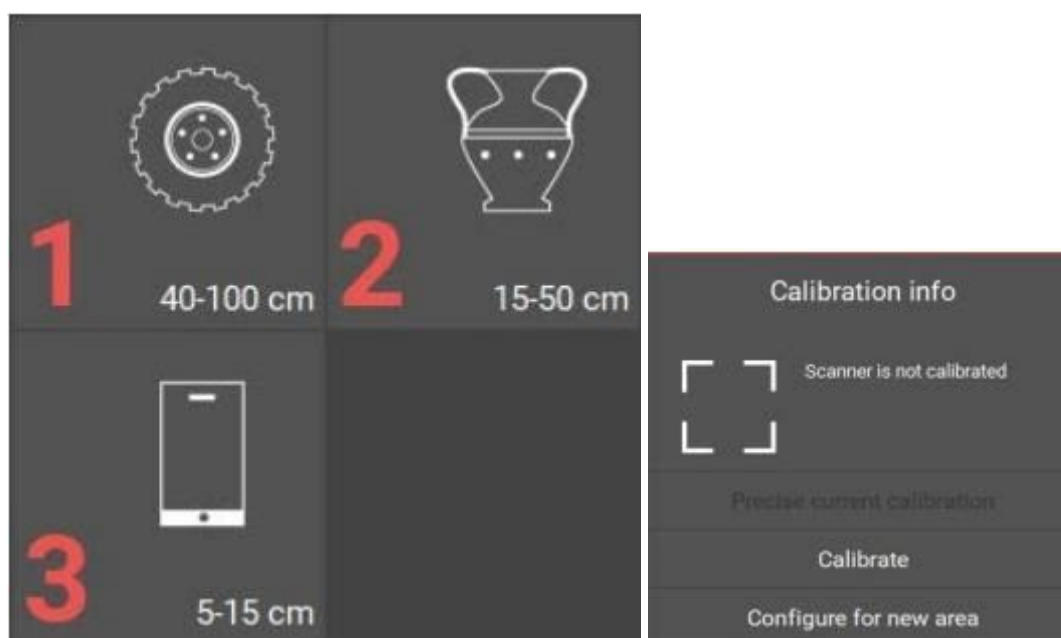 1
40-100 cm
2
15-50 cm
3
5-15 cm
Calibration info
Scanner is not calibrated
Precise current calibration
Calibrate
Configure for new area